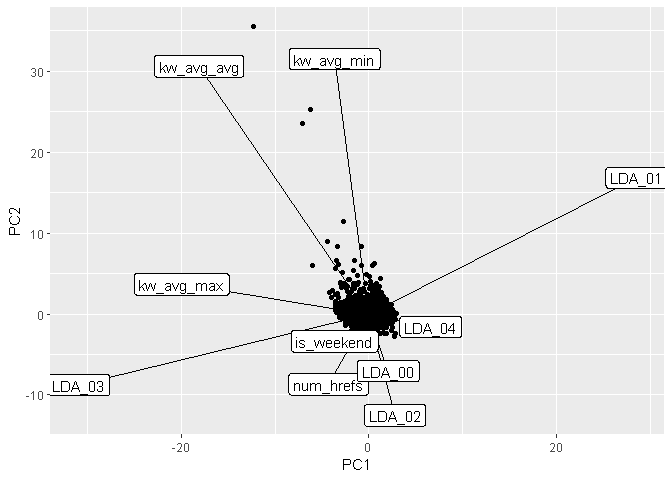 kw_avg_avg
kw_avg_min
30
LDA_01
20
PC2
10
kw_avg_max
0
LDA_04
is_weekend
LDA_00
LDA_03
num_hrefs
-10
LDA_02
-20
0
20
PC1